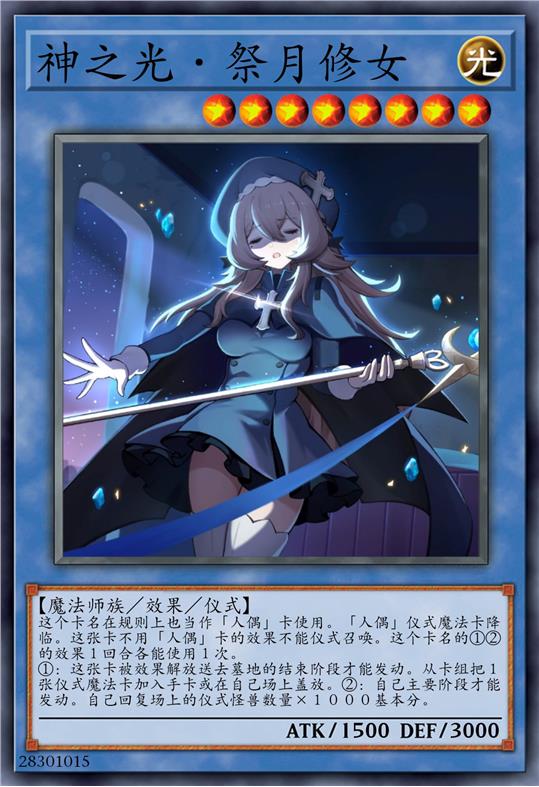 神之光・祭月修女
光
【魔法师族／效果／仪式】
这个卡名在规则上也当作「人偶」卡使用。「人偶」仪式魔法卡降
临。这张卡不用「人偶」卡的效果不能仪式召唤。这个卡名的①②
的效果１回合各能使用１次。
①：这张卡被效果解放送去墓地的结束阶段才能发动。从卡组把１
张仪式魔法卡加入手卡或在自己场上盖放。②：自己主要阶段才能
发动。自己回复场上的仪式怪兽数量×１０００基本分。
ATK/1500 DEF/3000
28301015